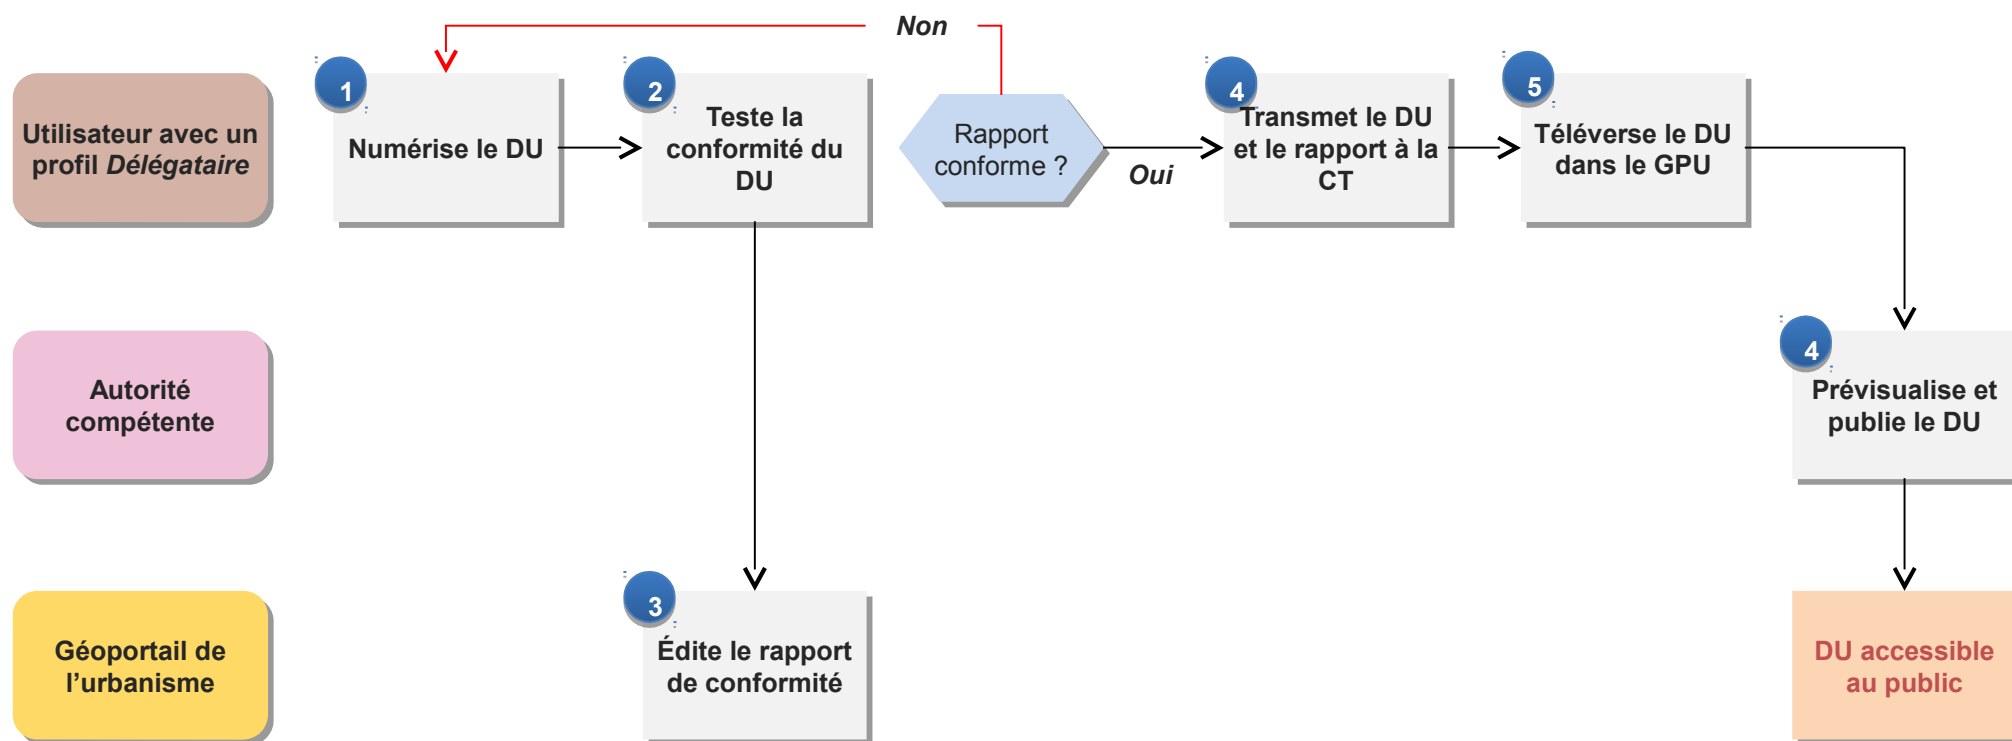 Non
1
2
4
5
Utilisateur avec un
profil Délégataire
Numérise le DU
Teste la
conformité du
DU
Rapport
conforme ?
Oui
Transmet le DU
et le rapport à la
CT
Téléverse le DU
dans le GPU
Autorité
compétente
4
Prévisualise et
publie le DU
Géoportail de
l’urbanisme
3
Édite le rapport
de conformité
DU accessible
au public